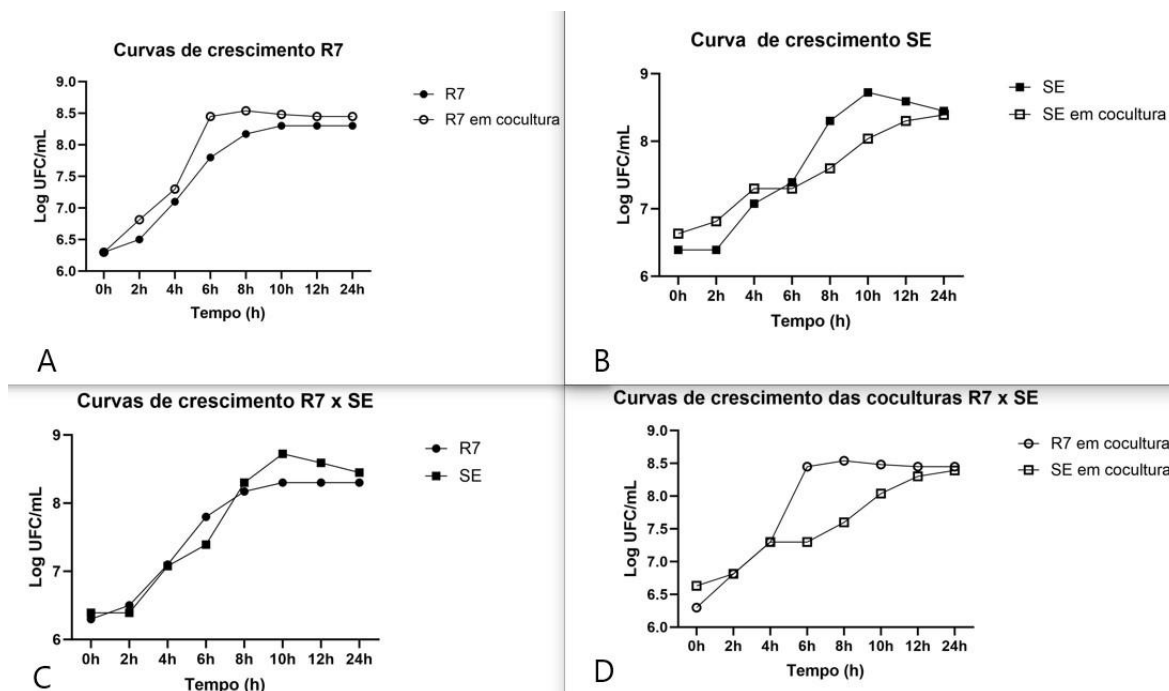 Curvas de crescimento R7
9.0
8.5
8.0
7.5
7.0
6.5
6.0
Log UFC/mL
0h 2h 4h 6h 8h 10h 12h 24h
Tempo (h)
R7
R7 em cocultura
A
Curva de crescimento SE
9
8
7
6
Log UFC/mL
0h 2h 4h 6h 8h 10h 12h 24h
Tempo (h)
SE
SE em cocultura
B
Curvas de crescimento R7 x SE
9
8
7
6
Log UFC/mL
0h 2h 4h 6h 8h 10h 12h 24h
Tempo (h)
R7
SE
C
Curvas de crescimento das coculturas R7 x SE
9.0
8.5
8.0
7.5
7.0
6.5
6.0
Log UFC/mL
0h 2h 4h 6h 8h 10h 12h 24h
Tempo (h)
R7 em cocultura
SE em cocultura
D